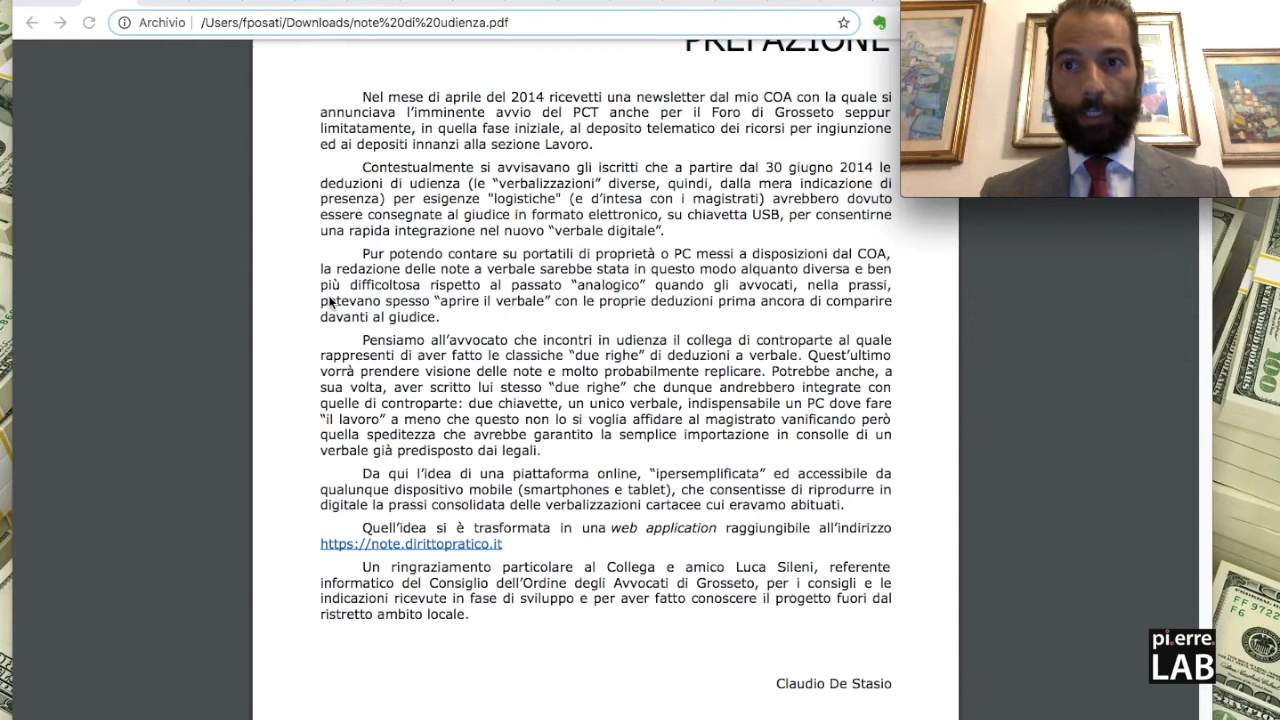 Archivio
/Users/fposati/Downloads/note%20di%20udienza.pdf
PREFAZIONE
Nel mese di aprile del 2014 ricevetti una newsletter dal mio COA con la quale si
annunciava l'imminente avvio del PCT anche per il Foro di Grosseto seppur
limitatamente, in quella fase iniziale, al deposito telematico dei ricorsi per ingiunzione
ed ai depositi innanzi alla sezione Lavoro.
Contestualmente si avvisavano gli iscritti che a partire dal 30 giugno 2014 le
deduzioni di udienza (le “verbalizzazioni” diverse, quindi, dalla mera indicazione di
presenza) per esigenze "logistiche" (e d'intesa con i magistrati) avrebbero dovuto
essere consegnate al giudice in formato elettronico, su chiavetta USB, per consentirne
una rapida integrazione nel nuovo “verbale digitale”.
Pur potendo contare su portatili di proprietà o PC messi a disposizioni dal COA,
la redazione delle note a verbale sarebbe stata in questo modo alquanto diversa e ben
più difficoltosa rispetto al passato “analogico” quando gli avvocati, nella prassi,
potevano spesso “aprire il verbale” con le proprie deduzioni prima ancora di comparire
davanti al giudice.
Pensiamo all'avvocato che incontri in udienza il collega di controparte al quale
rappresenti di aver fatto le classiche “due righe” di deduzioni a verbale. Quest'ultimo
vorrà prendere visione delle note e molto probabilmente replicare. Potrebbe anche, a
sua volta, aver scritto lui stesso “due righe” che dunque andrebbero integrate con
quelle di controparte: due chiavette, un unico verbale, indispensabile un PC dove fare
“il lavoro” a meno che questo non lo si voglia affidare al magistrato vanificando però
quella speditezza che avrebbe garantito la semplice importazione in consolle di un
verbale già predisposto dai legali.
Da qui l'idea di una piattaforma online, “ipersemplificata” ed accessibile da
qualunque dispositivo mobile (smartphones e tablet), che consentisse di riprodurre in
digitale la prassi consolidata delle verbalizzazioni cartacee cui eravamo abituati.
Quell'idea si è trasformata in una web application raggiungibile all'indirizzo
https://note.dirittopratico.it
Un ringraziamento particolare al Collega e amico Luca Sileni, referente
informatico del Consiglio dell'Ordine degli Avvocati di Grosseto, per i consigli e le
indicazioni ricevute in fase di sviluppo e per aver fatto conoscere il progetto fuori dal
ristretto ambito locale.
Claudio De Stasio
pi.erre.
LAB